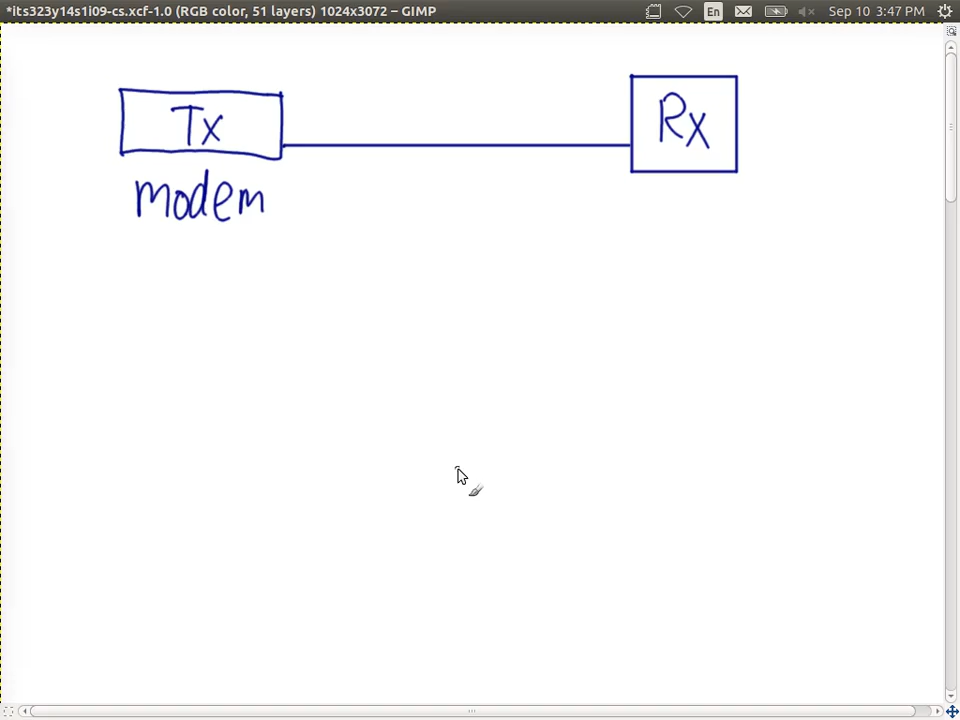 *its323y14s1i09-cs.xcf-1.0 (RGB color, 51 layers) 1024x3072 – GIMP
En
Sep 10 3:47 PM
Tx
Rx
modem